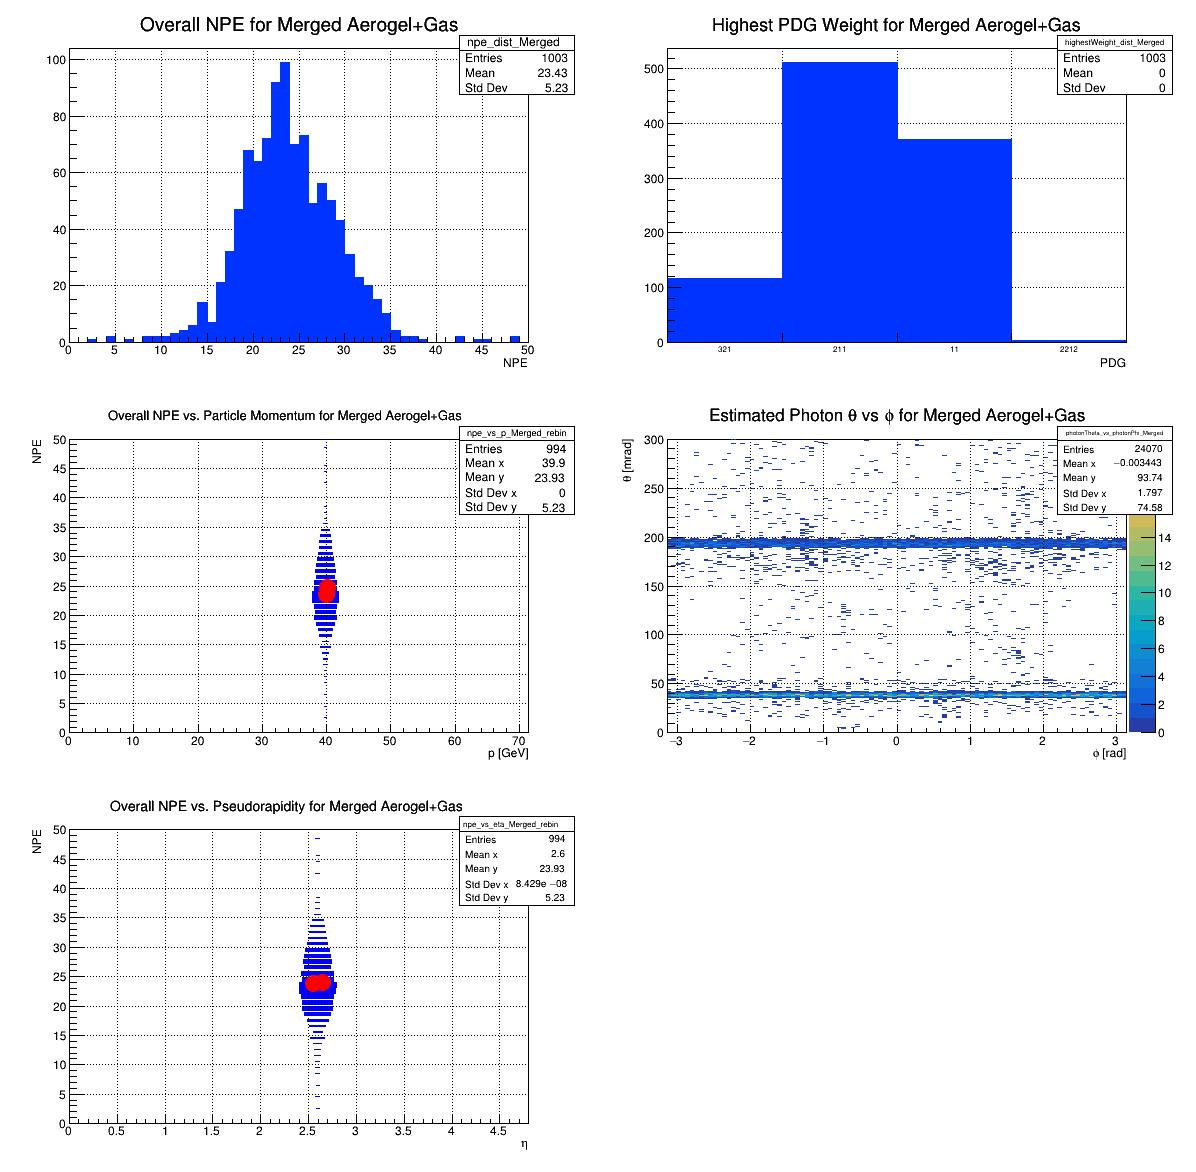 Overall NPE for Merged Aerogel+Gas
npe_dist_Merged
Entries 1003
Mean 23.43
Std Dev 5.23
100
80
60
40
20
0
0 5 10 15 20 25 30 35 40 45 50
NPE
Highest PDG Weight for Merged Aerogel+Gas
highestWeight_dist_Merged
Entries 1003
Mean 0
Std Dev 0
500
400
300
200
100
0
321 211 11 2212
PDG
Overall NPE vs. Particle Momentum for Merged Aerogel+Gas
npe_vs_p_Merged_rebin
Entries 994
Mean x 39.9
Mean y 23.93
Std Dev x 0
Std Dev y 5.23
NPE
50
45
40
35
30
25
20
15
10
5
0
0 10 20 30 40 50 60 70
p [GeV]
Estimated Photon θ vs ϕ for Merged Aerogel+Gas
photonTheta_vs_photonPhi_Merged
Entries 24070
Mean x −0.003443
Mean y 93.74
Std Dev x 1.797
Std Dev y 74.58
θ [mrad]
300
250
200
150
100
50
0
−3 −2 −1 0 1 2 3
ϕ [rad]
14
12
10
8
6
4
2
0
Overall NPE vs. Pseudorapidity for Merged Aerogel+Gas
npe_vs_eta_Merged_rebin
Entries 994
Mean x 2.6
Mean y 23.93
Std Dev x 8.429e −08
Std Dev y 5.23
NPE
50
45
40
35
30
25
20
15
10
5
0
0 0.5 1 1.5 2 2.5 3 3.5 4 4.5
η